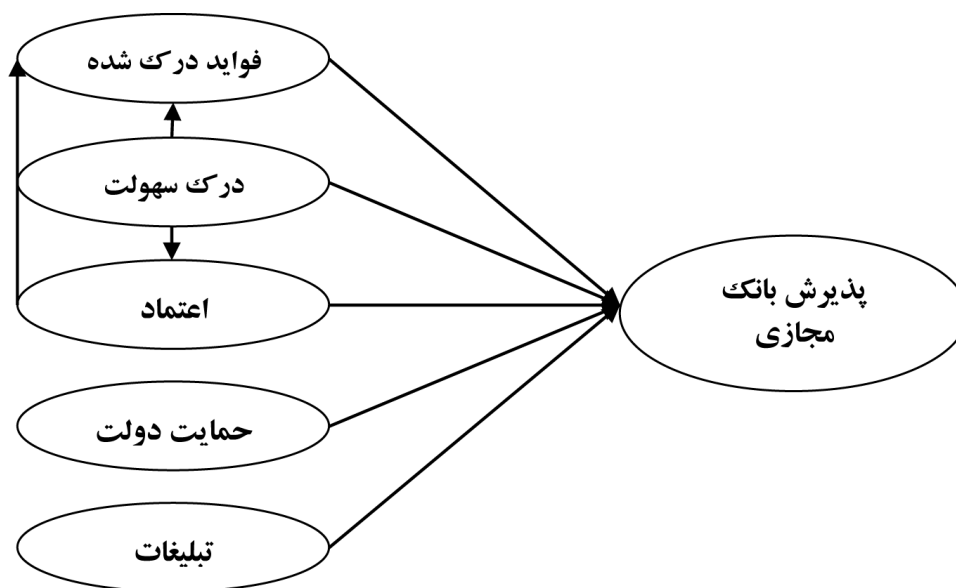 فواید درک شده
درک سهولت
اعتماد
حمایت دولت
تبلیغات
پذیرش بانک
مجازی